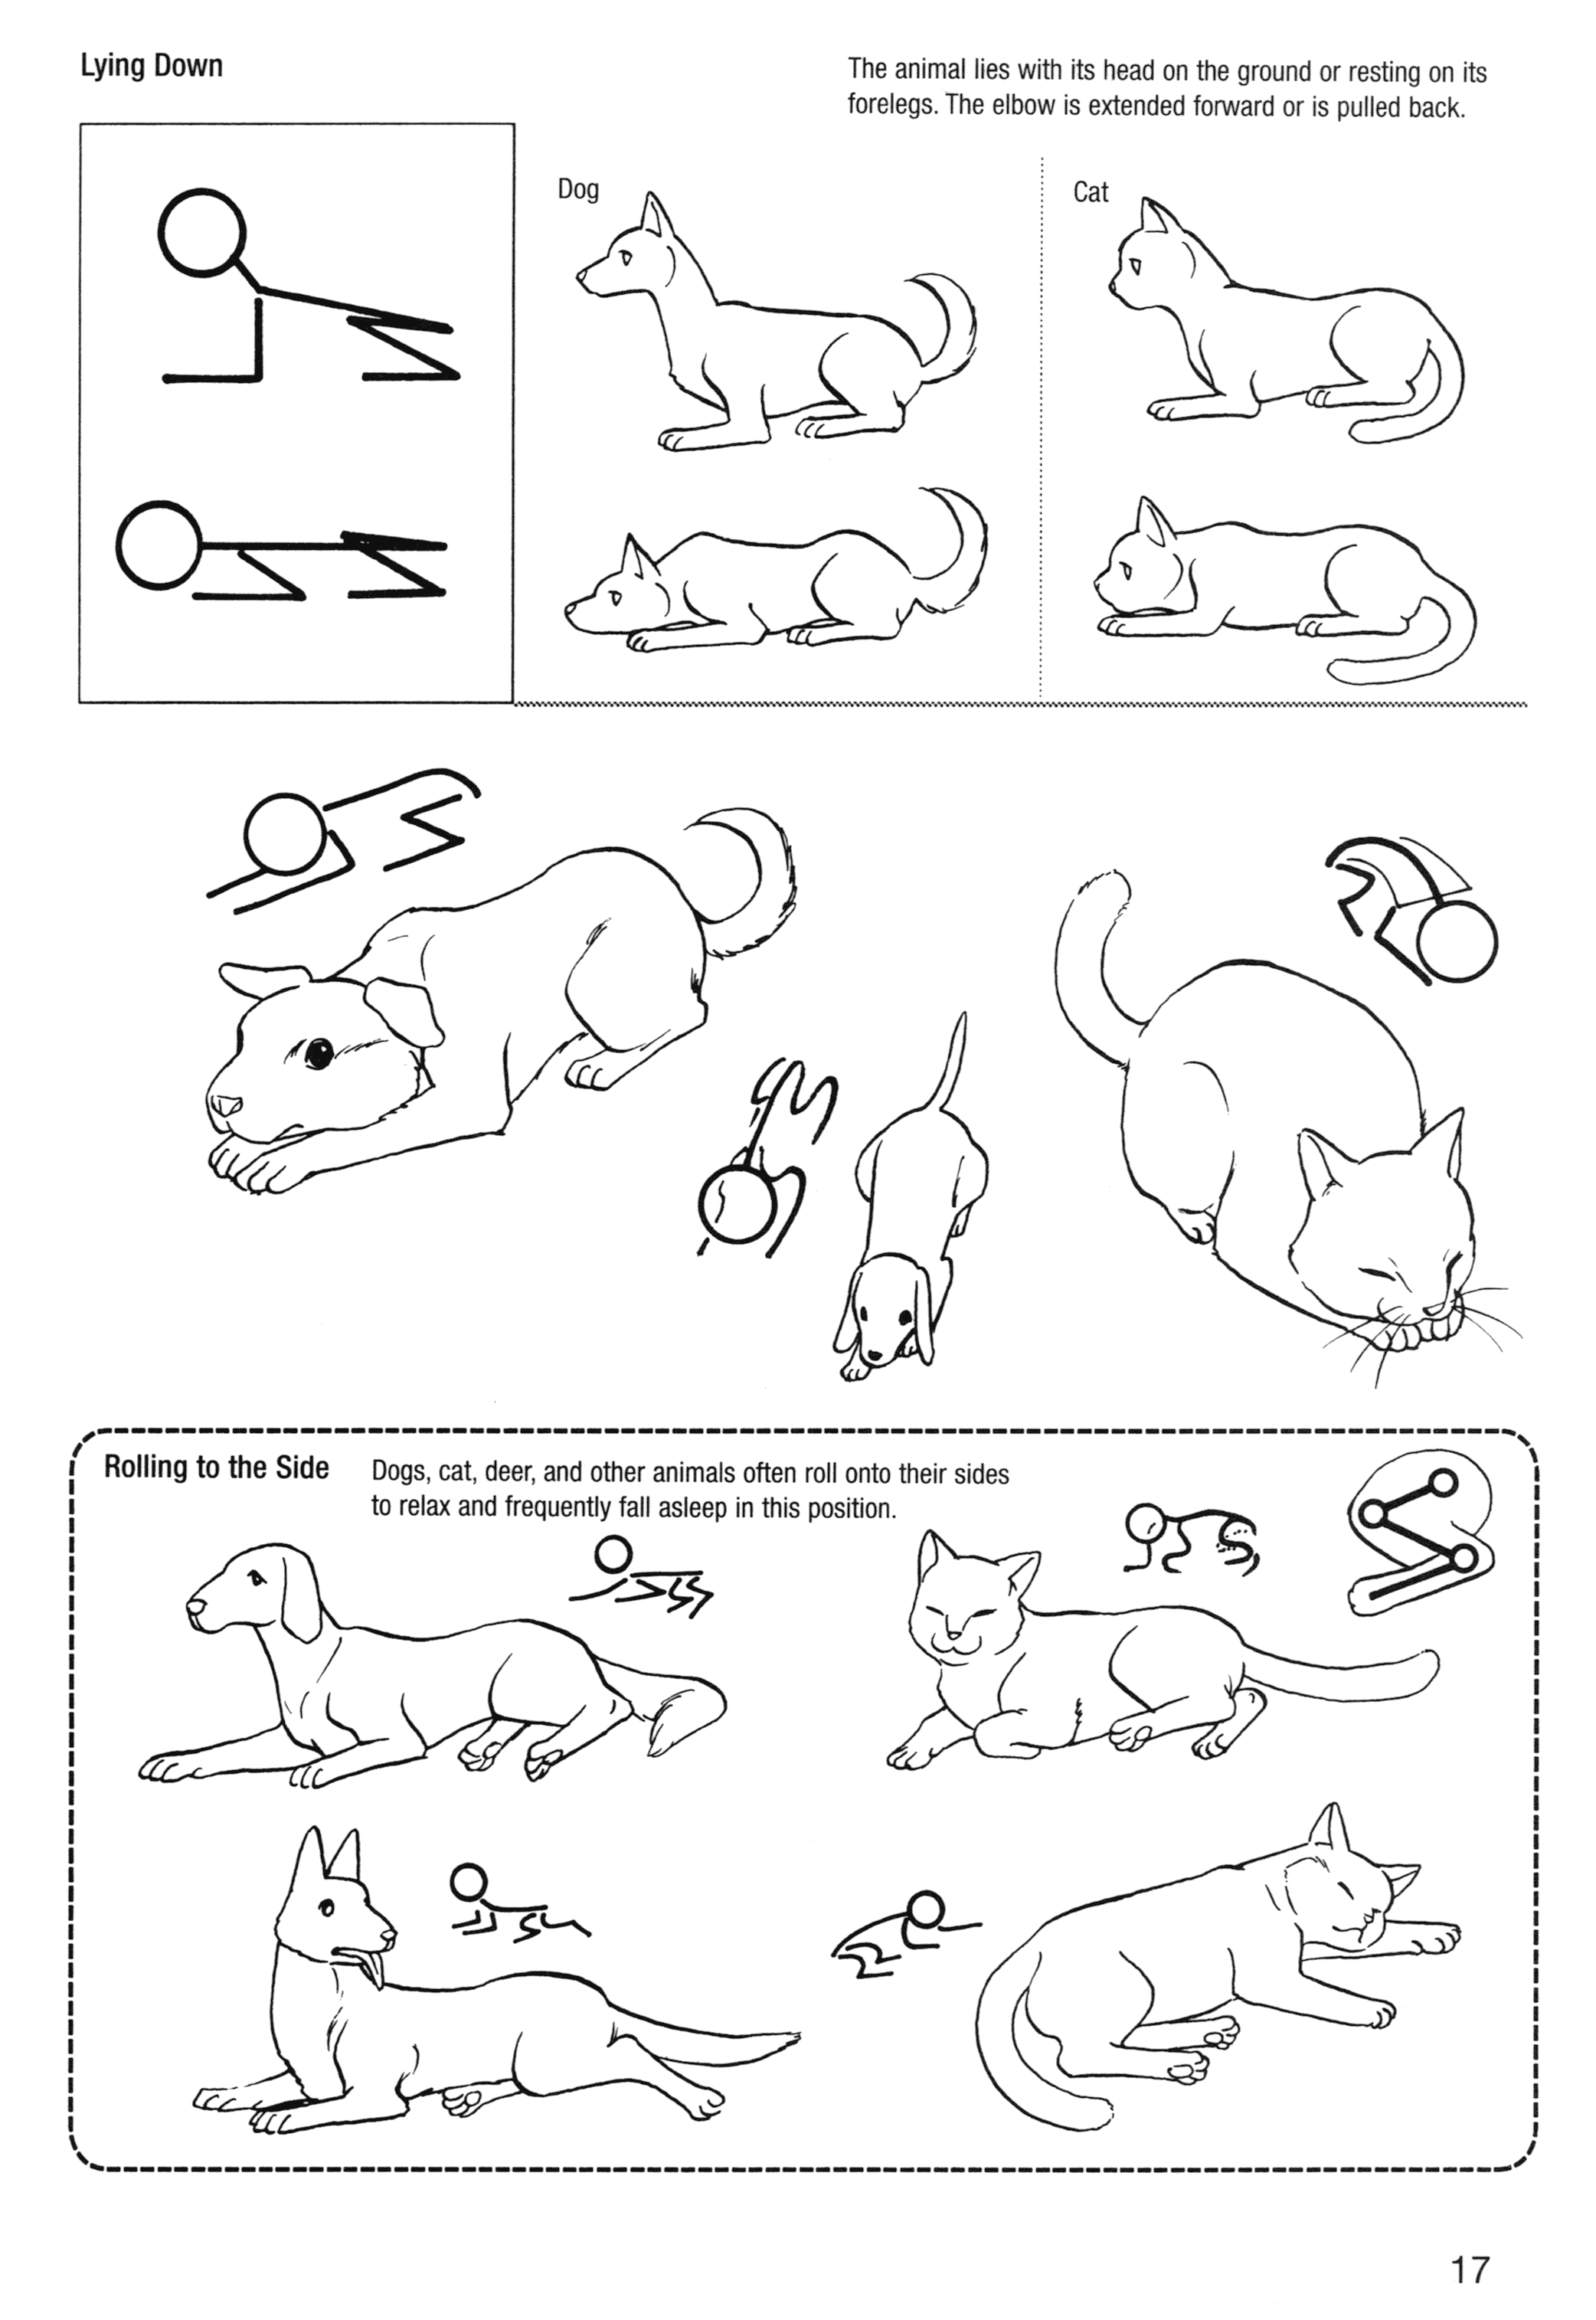 Lying Down
The animal lies with its head on the ground or resting on its
forelegs. The elbow is extended forward or is pulled back.
Dog
Cat
Rolling to the Side
Dogs, cat, deer, and other animals often roll onto their sides
to relax and frequently fall asleep in this position.
17